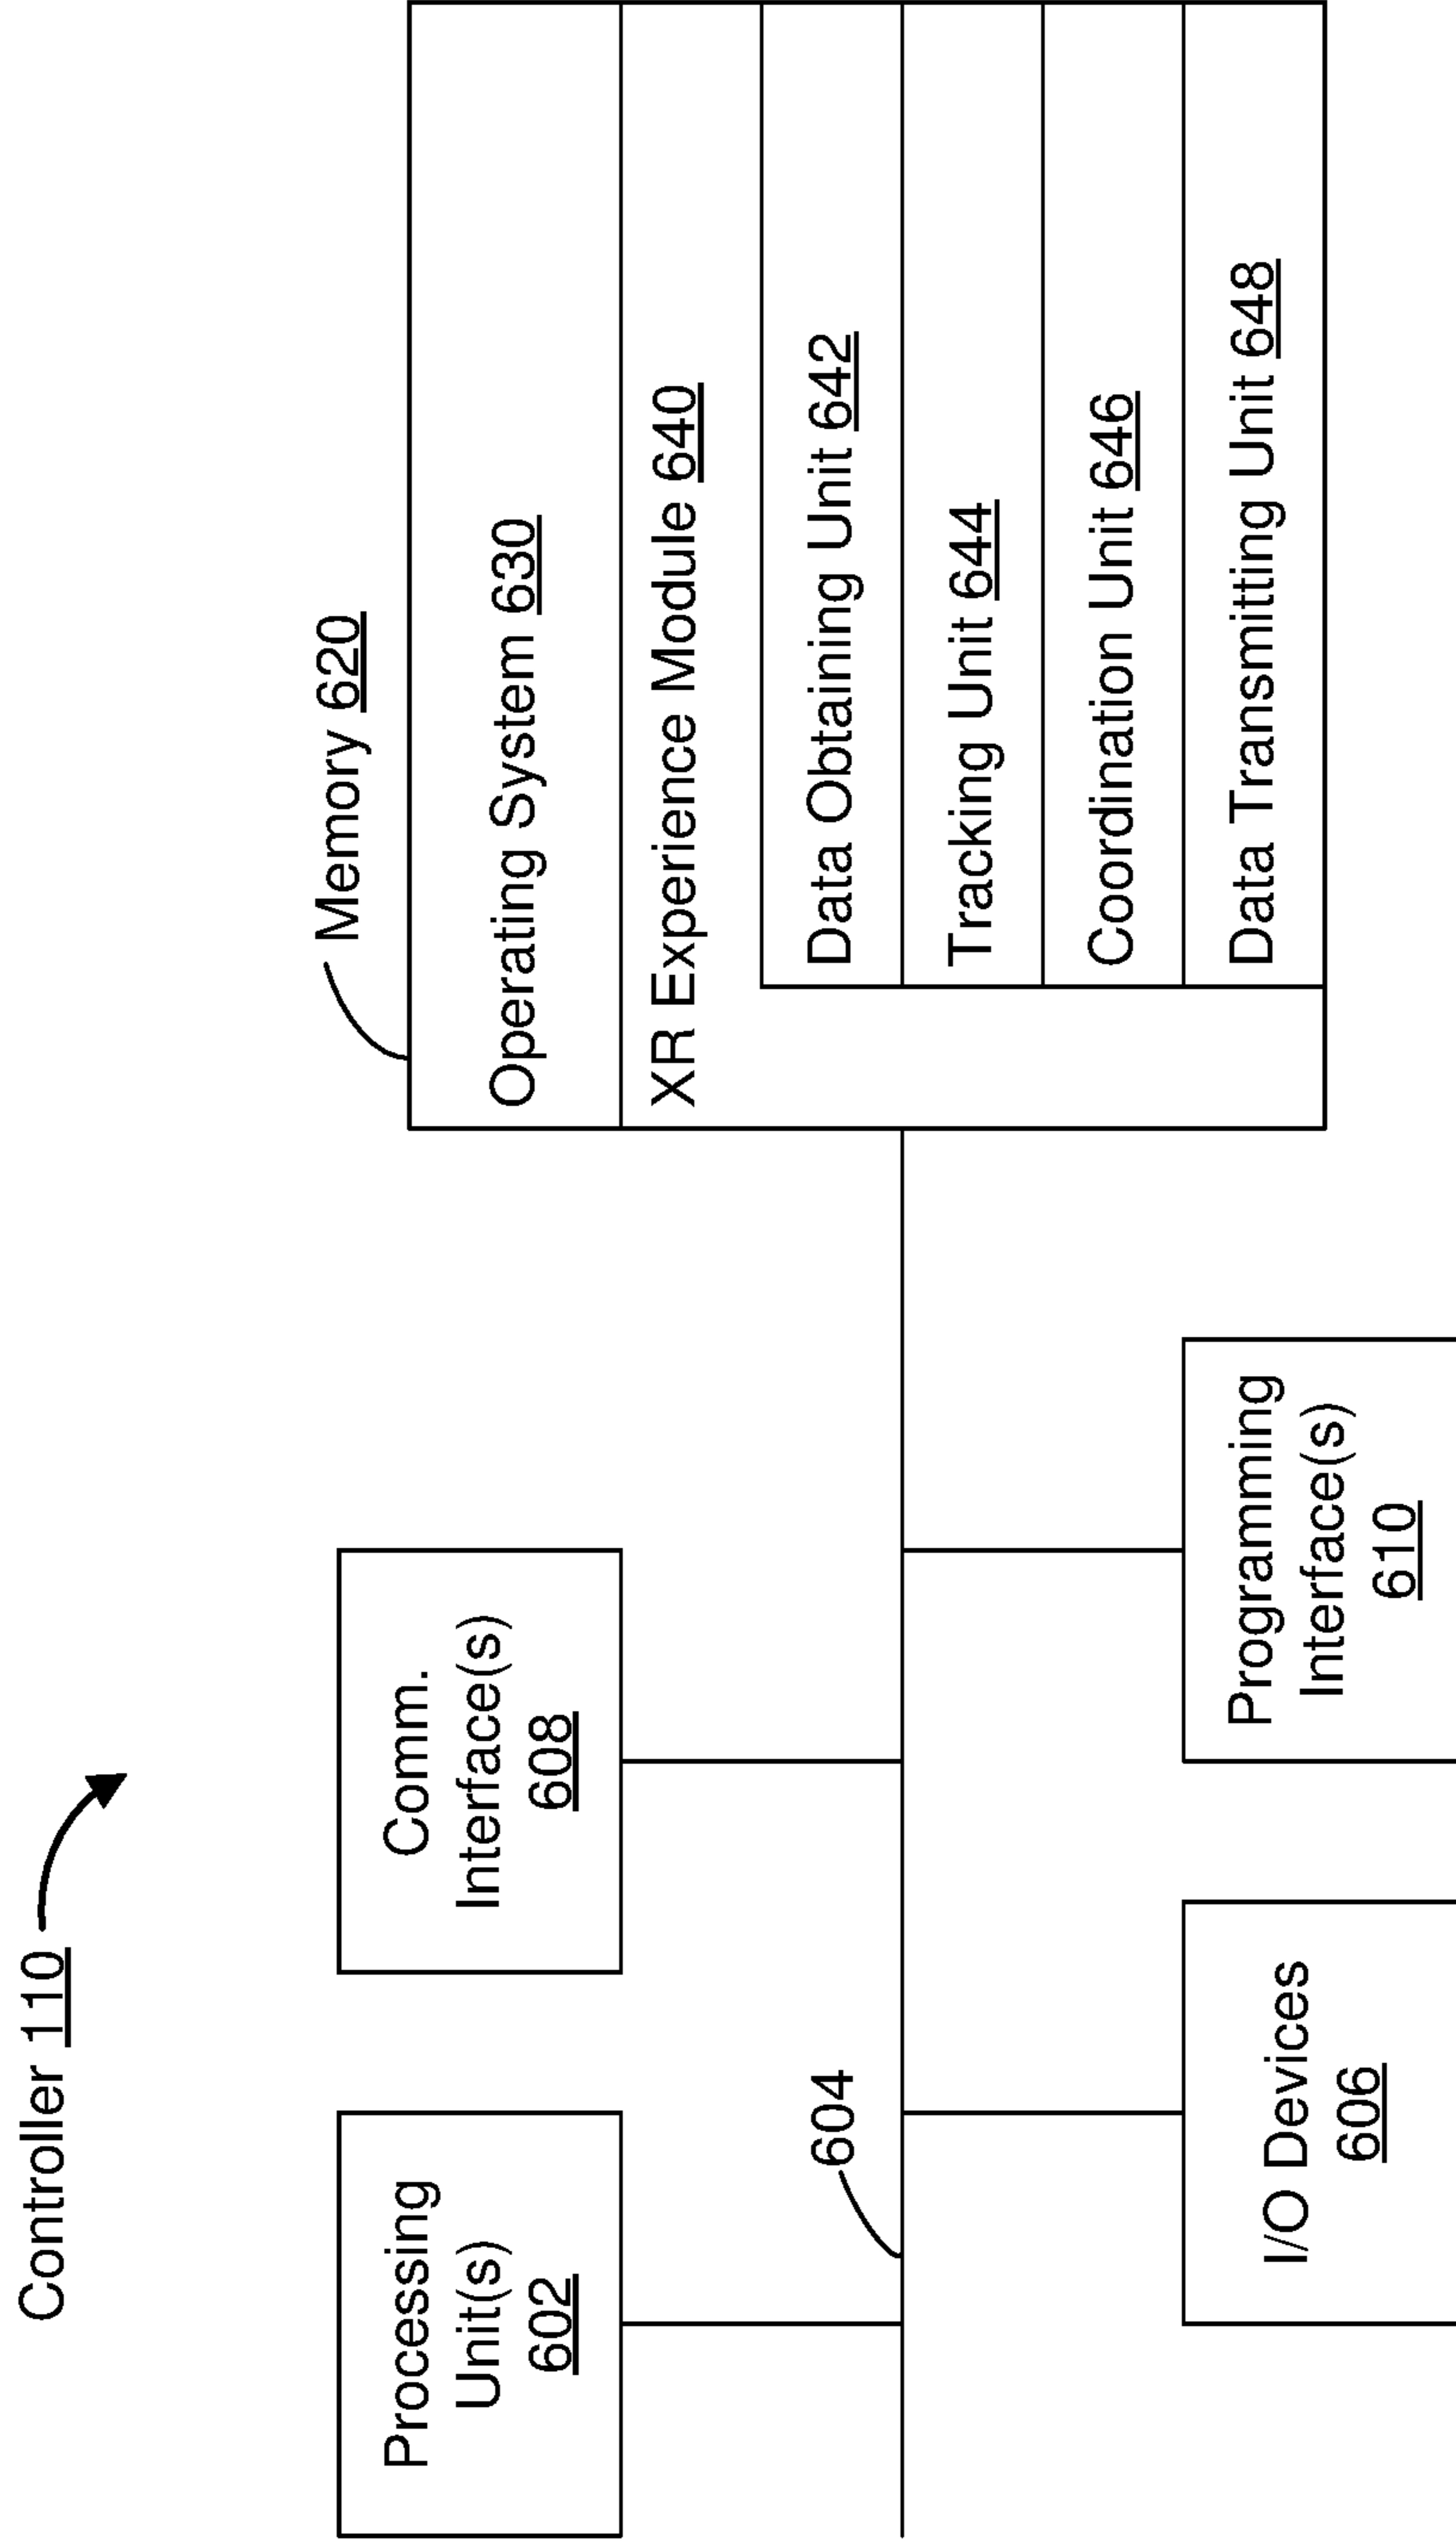 Controller 110
Processing
Unit(s)
602
Comm.
Interface(s)
608
604
I/O Devices
606
Programming
Interface(s)
610
Memory 620
Operating System 630
XR Experience Module 640
Data Obtaining Unit 642
Tracking Unit 644
Coordination Unit 646
Data Transmitting Unit 648